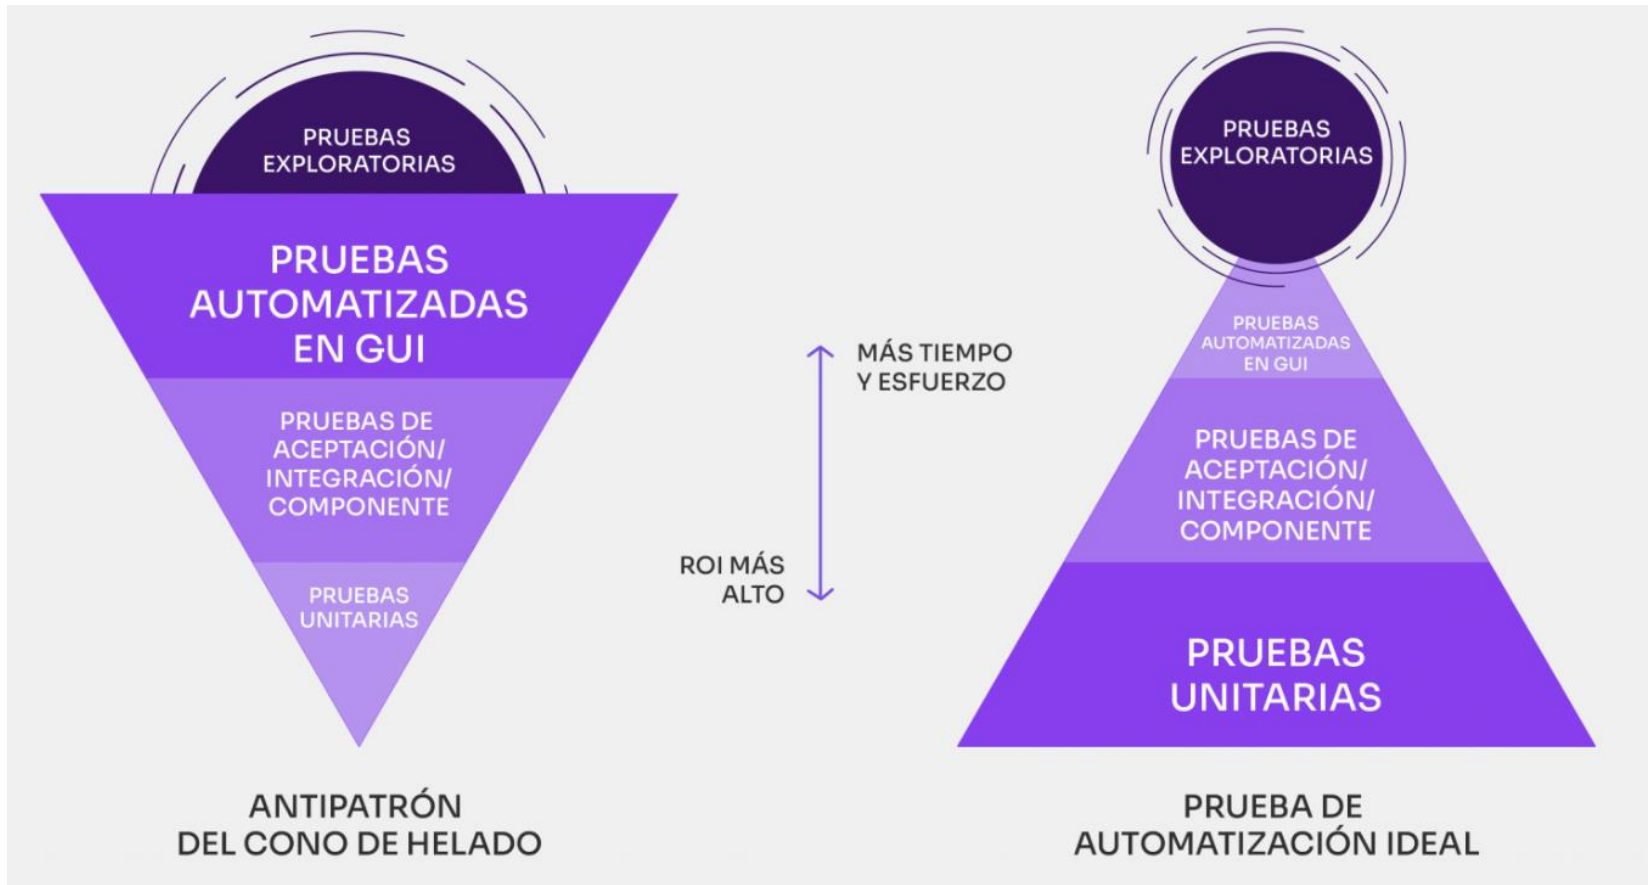 PRUEBAS
EXPLORATORIAS
PRUEBAS
AUTOMATIZADAS
EN GUI
PRUEBAS DE
ACEPTACIÓN/
INTEGRACIÓN/
COMPONENTE
PRUEBAS
UNITARIAS
ANTIPATRÓN
DEL CONO DE HELADO
MÁS TIEMPO
Y ESFUERZO
ROI MÁS
ALTO
PRUEBAS
EXPLORATORIAS
PRUEBAS
AUTOMATIZADAS
EN GUI
PRUEBAS DE
ACEPTACIÓN/
INTEGRACIÓN/
COMPONENTE
PRUEBAS
UNITARIAS
PRUEBA DE
AUTOMATIZACIÓN IDEAL